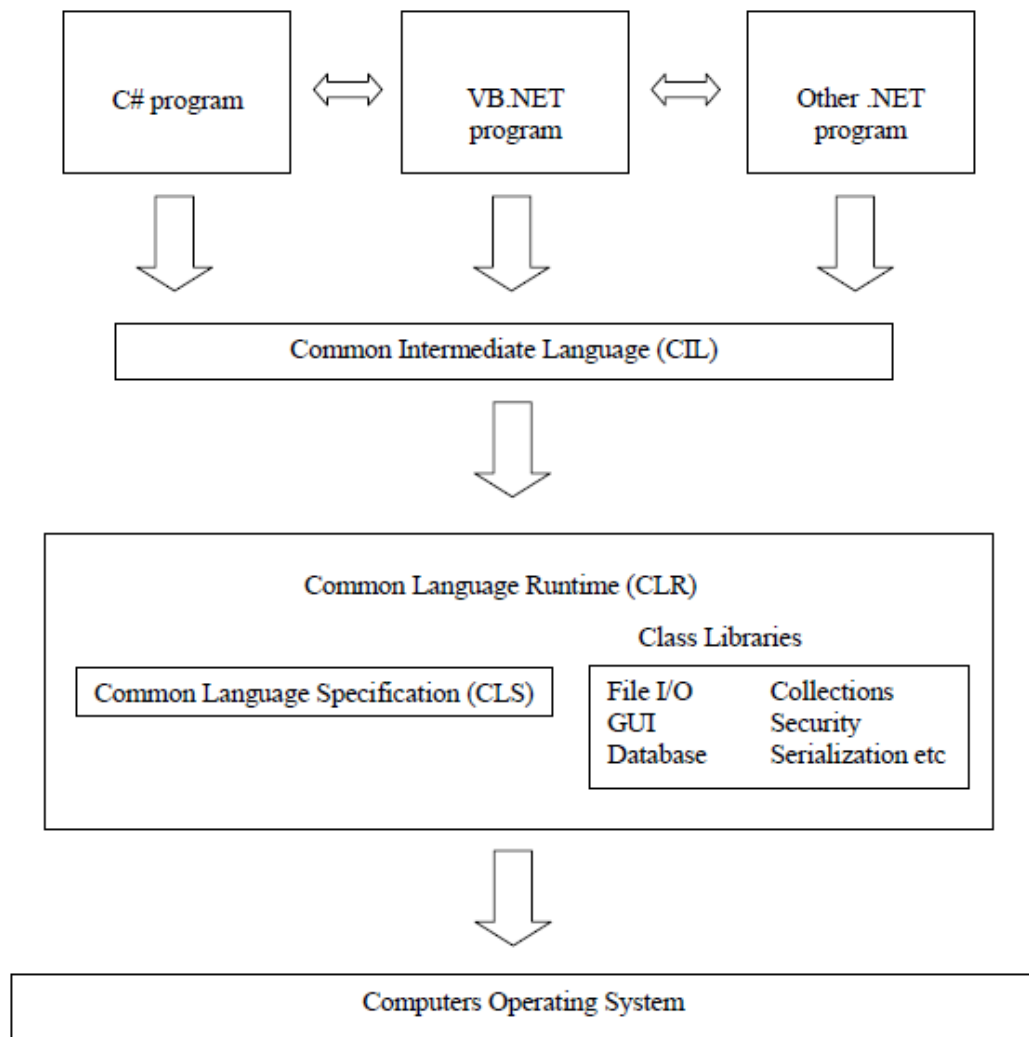 C# program
VB.NET
program
Other .NET
program
Common Intermediate Language (CIL)
Common Language Runtime (CLR)
Class Libraries
Common Language Specification (CLS)
File I/O Collections
GUI Security
Database Serialization etc
Computers Operating System